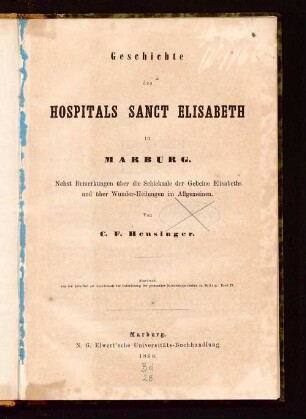 Geschichte
des
HOSPITALS SANCT ELISABETH
in
MARBURG.
Nebst Bemerkungen über die Schicksale der Gebeine Elisabeths
und über Wunder-Heilungen im Allgemeinen.
Von
C. F. Heusinger.
Marburg.
N. G. Elwert'sche Universitäts-Buchhandlung